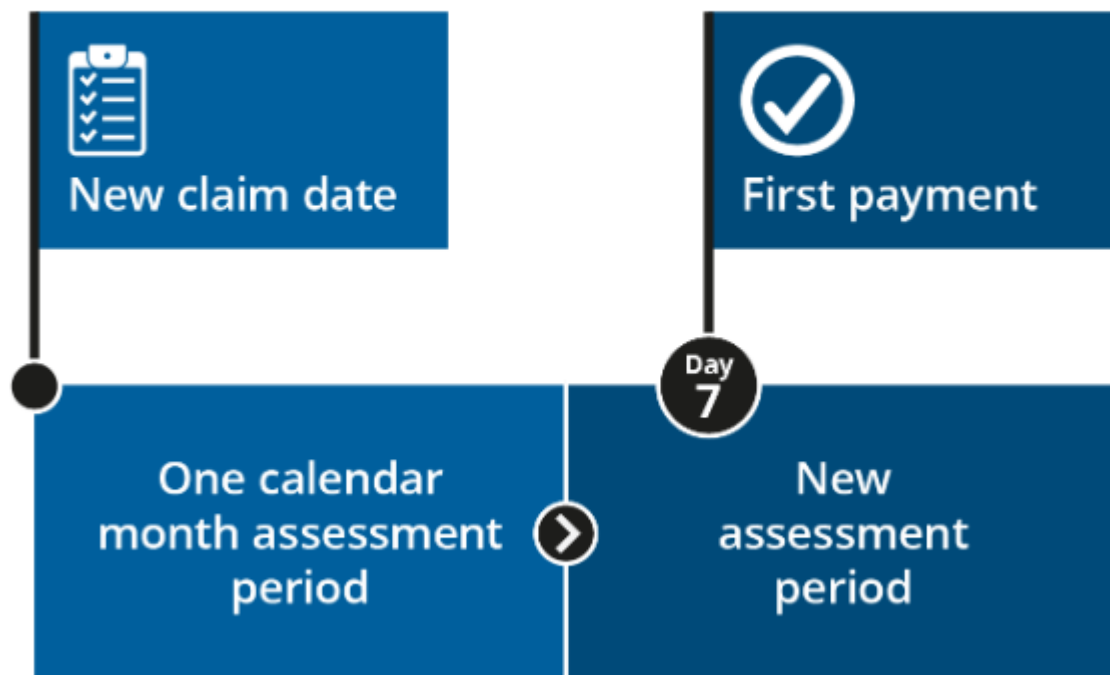 New claim date
First payment
Day
7
One calendar
month assessment
period
New
assessment
period